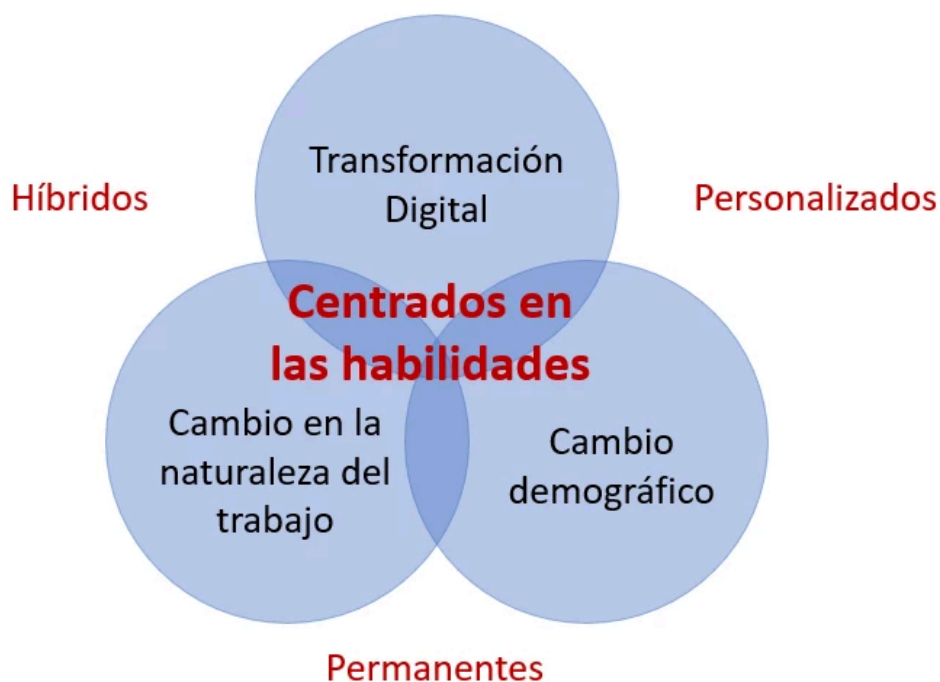 Transformación
Digital
Híbridos
Personalizados
Centrados en
las habilidades
Cambio en la
naturaleza del
trabajo
Cambio
demográfico
Permanentes